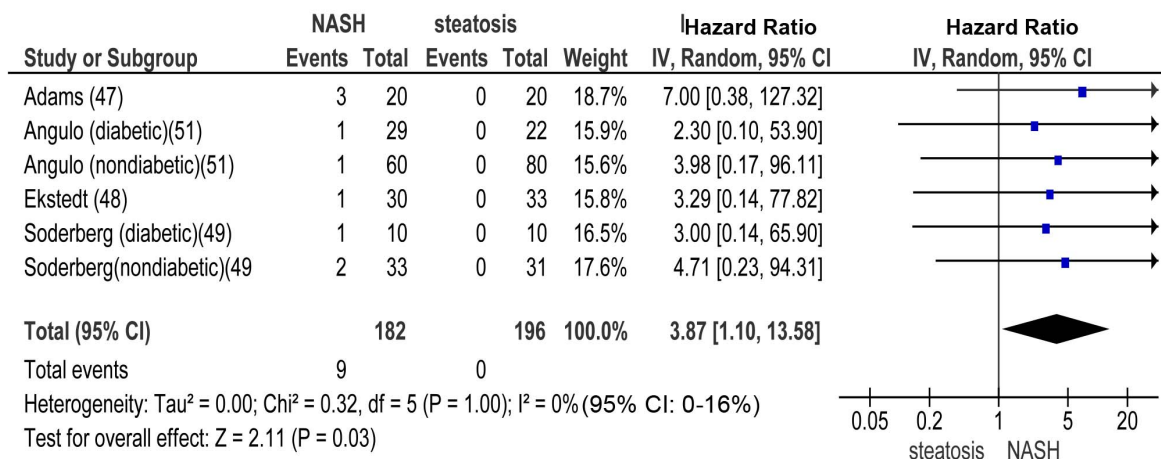 NASH steatosis |Hazard Ratio Hazard Ratio
Study or Subgroup Events Total Events Total Weight IV, Random, 95% CI IV, Random, 95% CI
Adams (47) 3 20 0 20 18.7% 7.00 [0.38, 127.32]
Angulo (diabetic)(51) 1 29 0 22 15.9% 2.30 [0.10, 53.90]
Angulo (nondiabetic)(51) 1 60 0 80 15.6% 3.98 [0.17, 96.11]
Ekstedt (48) 1 30 0 33 15.8% 3.29 [0.14, 77.82]
Soderberg (diabetic)(49) 1 10 0 10 16.5% 3.00 [0.14, 65.90]
Soderberg(nondiabetic)(49 2 33 0 31 17.6% 4.71 [0.23, 94.31]
Total (95% CI) 182 196 100.0% 3.87 [1.10, 13.58]
Total events 9 0
Heterogeneity: Tau² = 0.00; Chi² = 0.32, df = 5 (P = 1.00); I² = 0% (95% CI: 0-16%)
Test for overall effect: Z = 2.11 (P = 0.03)
0.05 0.2 1 5 20
steatosis NASH